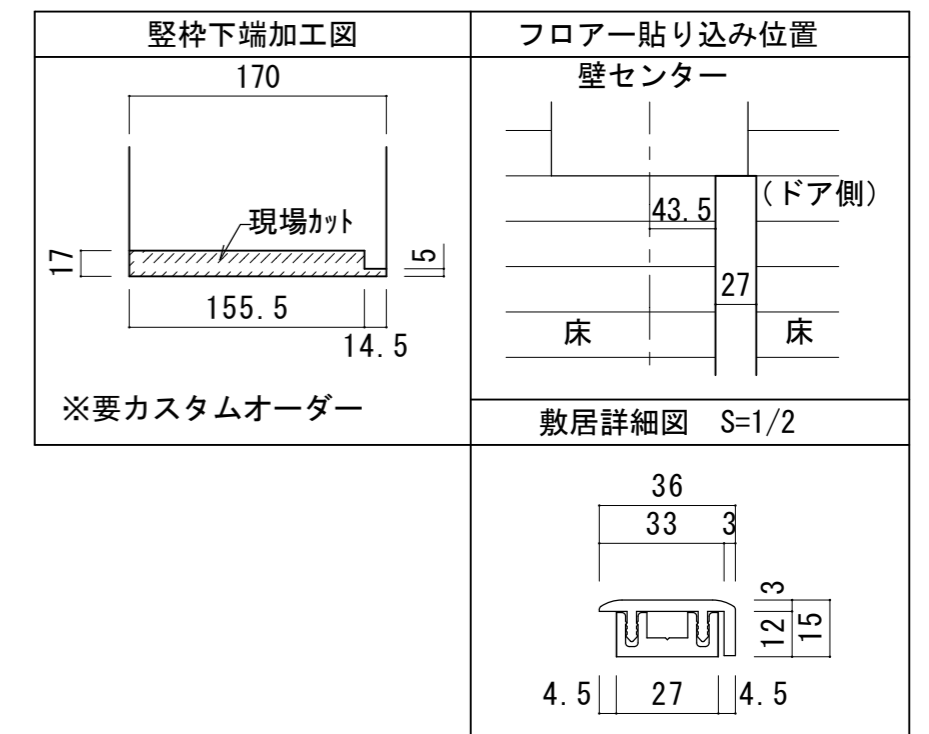 竪枠下端加工図
170
現場ｶｯﾄ
17
5
155.5
14.5
※要カスタムオーダー
フロアー貼り込み位置
壁センター
(ドア側)
43.5
27
床
床
敷居詳細図 S=1/2
36
33 3
3
12
15
4.5 27 4.5